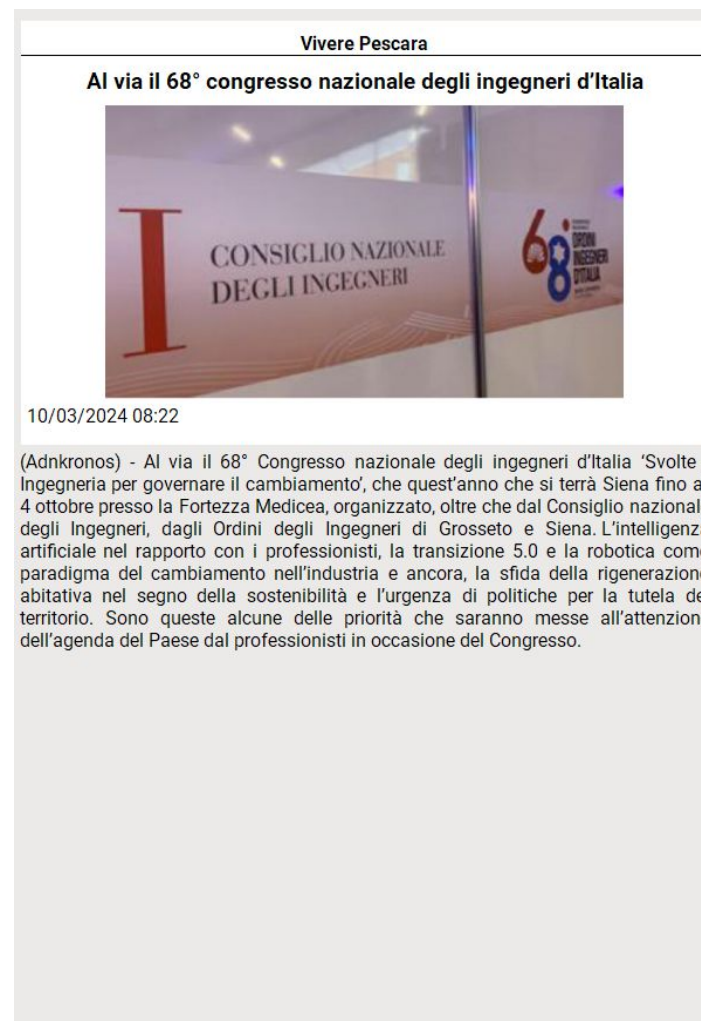 Vivere Pescara
Al via il 68° congresso nazionale degli ingegneri d’Italia
I CONSIGLIO NAZIONALE
DEGLI INGEGNERI
68°
ORDINI
INGEGNERI
D'ITALIA
10/03/2024 08:22
(Adnkronos) - Al via il 68° Congresso nazionale degli ingegneri d’Italia ‘Svolte
Ingegneria per governare il cambiamento’, che quest’anno che si terrà Siena fino a
4 ottobre presso la Fortezza Medicea, organizzato, oltre che dal Consiglio nazional
degli Ingegneri, dagli Ordini degli Ingegneri di Grosseto e Siena. L’intelligenza
artificiale nel rapporto con i professionisti, la transizione 5.0 e la robotica come
paradigma del cambiamento nell’industria e ancora, la sfida della rigenerazione
abitativa nel segno della sostenibilità e l’urgenza di politiche per la tutela de
territorio. Sono queste alcune delle priorità che saranno messe all’attenzion
dell’agenda del Paese dal professionisti in occasione del Congresso.